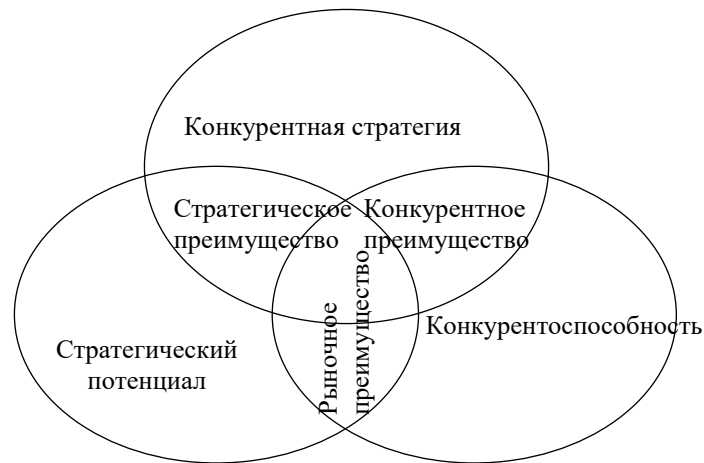 Конкурентная стратегия
Стратегическое
преимущество
Конкурентное
преимущество
Рыночное
преимущество
Конкурентоспособность
Стратегический
потенциал